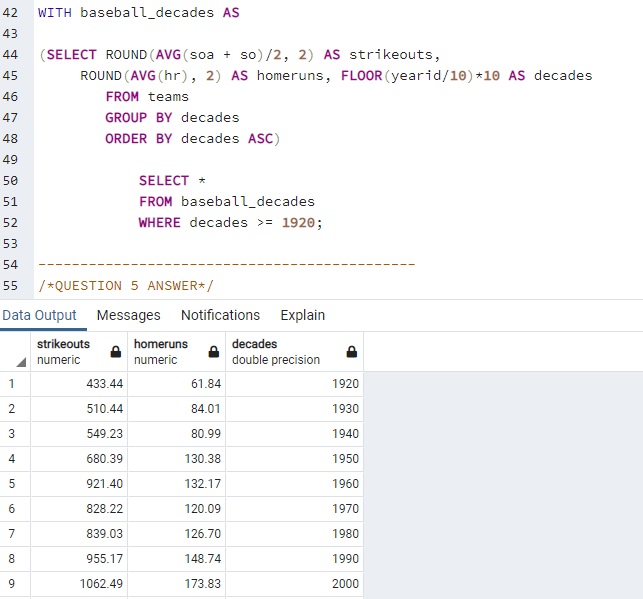 42 WITH baseball_decades AS
43
44 (SELECT ROUND(AVG(soa + so)/2, 2) AS strikeouts,
45 ROUND(AVG(hr), 2) AS homeruns, FLOOR(yearid/10)*10 AS decades
46 FROM teams
47 GROUP BY decades
48 ORDER BY decades ASC)
49
50 SELECT *
51 FROM baseball_decades
52 WHERE decades >= 1920;
53
54 -------------------------------------------
55 /*QUESTION 5 ANSWER*/
Data Output Messages Notifications Explain
strikeouts homeruns decades
numeric numeric double precision
1 433.44 61.84 1920
2 510.44 84.01 1930
3 549.23 80.99 1940
4 680.39 130.38 1950
5 921.40 132.17 1960
6 828.22 120.09 1970
7 839.03 126.70 1980
8 955.17 148.74 1990
9 1062.49 173.83 2000